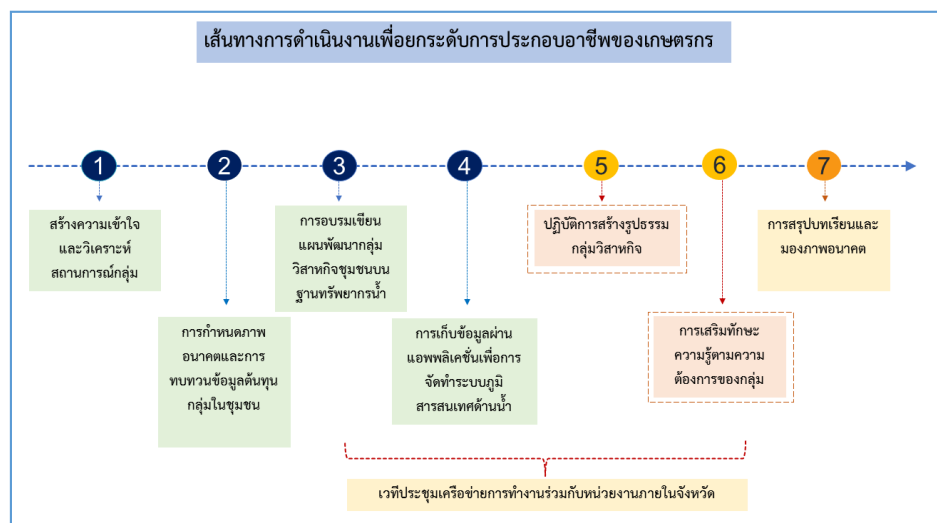 เส้นทางการดำเนินงานเพื่อยกระดับการประกอบอาชีพของเกษตรกร
1
2
3
4
5
6
7
สร้างความเข้าใจ
และวิเคราะห์
สถานการณ์กลุ่ม
การกำหนดภาพ
อนาคตและการ
ทบทวนข้อมูลต้นทุน
กลุ่มในชุมชน
การอบรมเขียน
แผนพัฒนากลุ่ม
วิสาหกิจชุมชนบน
ฐานทรัพยากรน้ำ
การเก็บข้อมูลผ่าน
แอพพลิเคชั่นเพื่อการ
จัดทำระบบภูมิ
สารสนเทศด้านน้ำ
ปฏิบัติการสร้างรูปธรรม
กลุ่มวิสาหกิจ
การเสริมทักษะ
ความรู้ตามความ
ต้องการของกลุ่ม
การสรุปบทเรียนและ
มองภาพอนาคต
เวทีประชุมเครือข่ายการทำงานร่วมกับหน่วยงานภายในจังหวัด